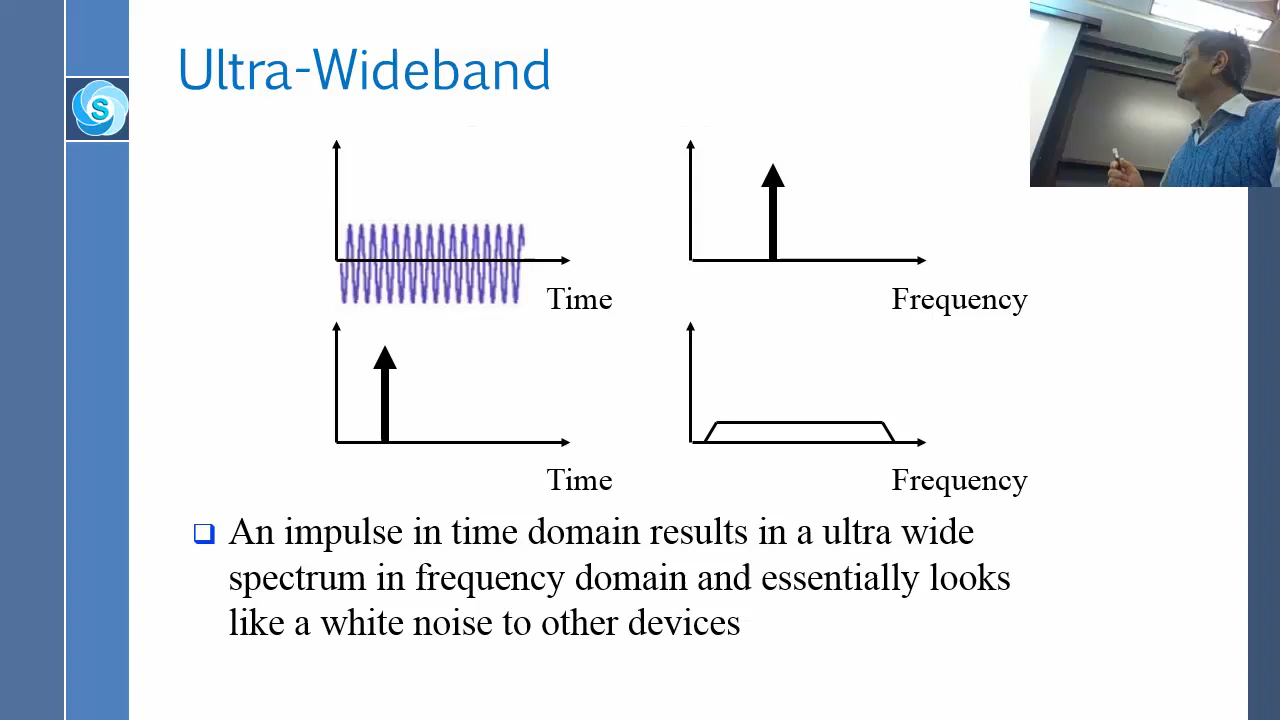 Ultra-Wideband
S
Time
Frequency
Time
Frequency
An impulse in time domain results in a ultra wide
spectrum in frequency domain and essentially looks
like a white noise to other devices